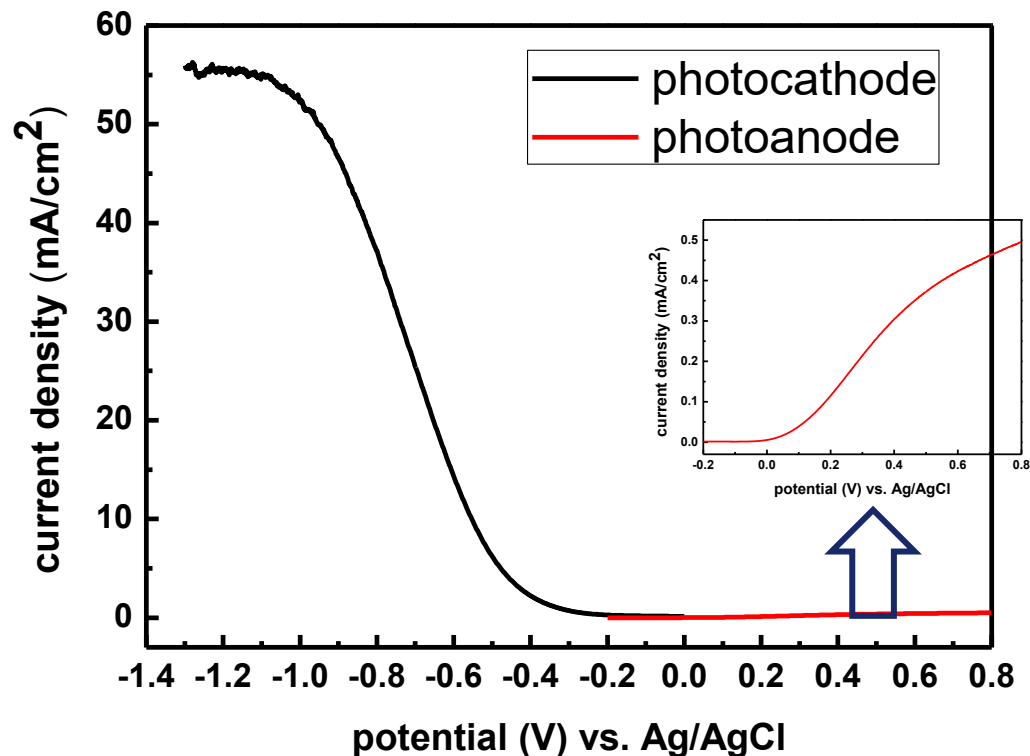 60
50
40
30
20
10
0
current density (mA/cm²)
photocathode
photoanode
0.5
0.4
0.3
0.2
0.1
0.0
current density (mA/cm²)
-0.2 0.0 0.2 0.4 0.6 0.8
potential (V) vs. Ag/AgCl
-1.4 -1.2 -1.0 -0.8 -0.6 -0.4 -0.2 0.0 0.2 0.4 0.6 0.8
potential (V) vs. Ag/AgCl